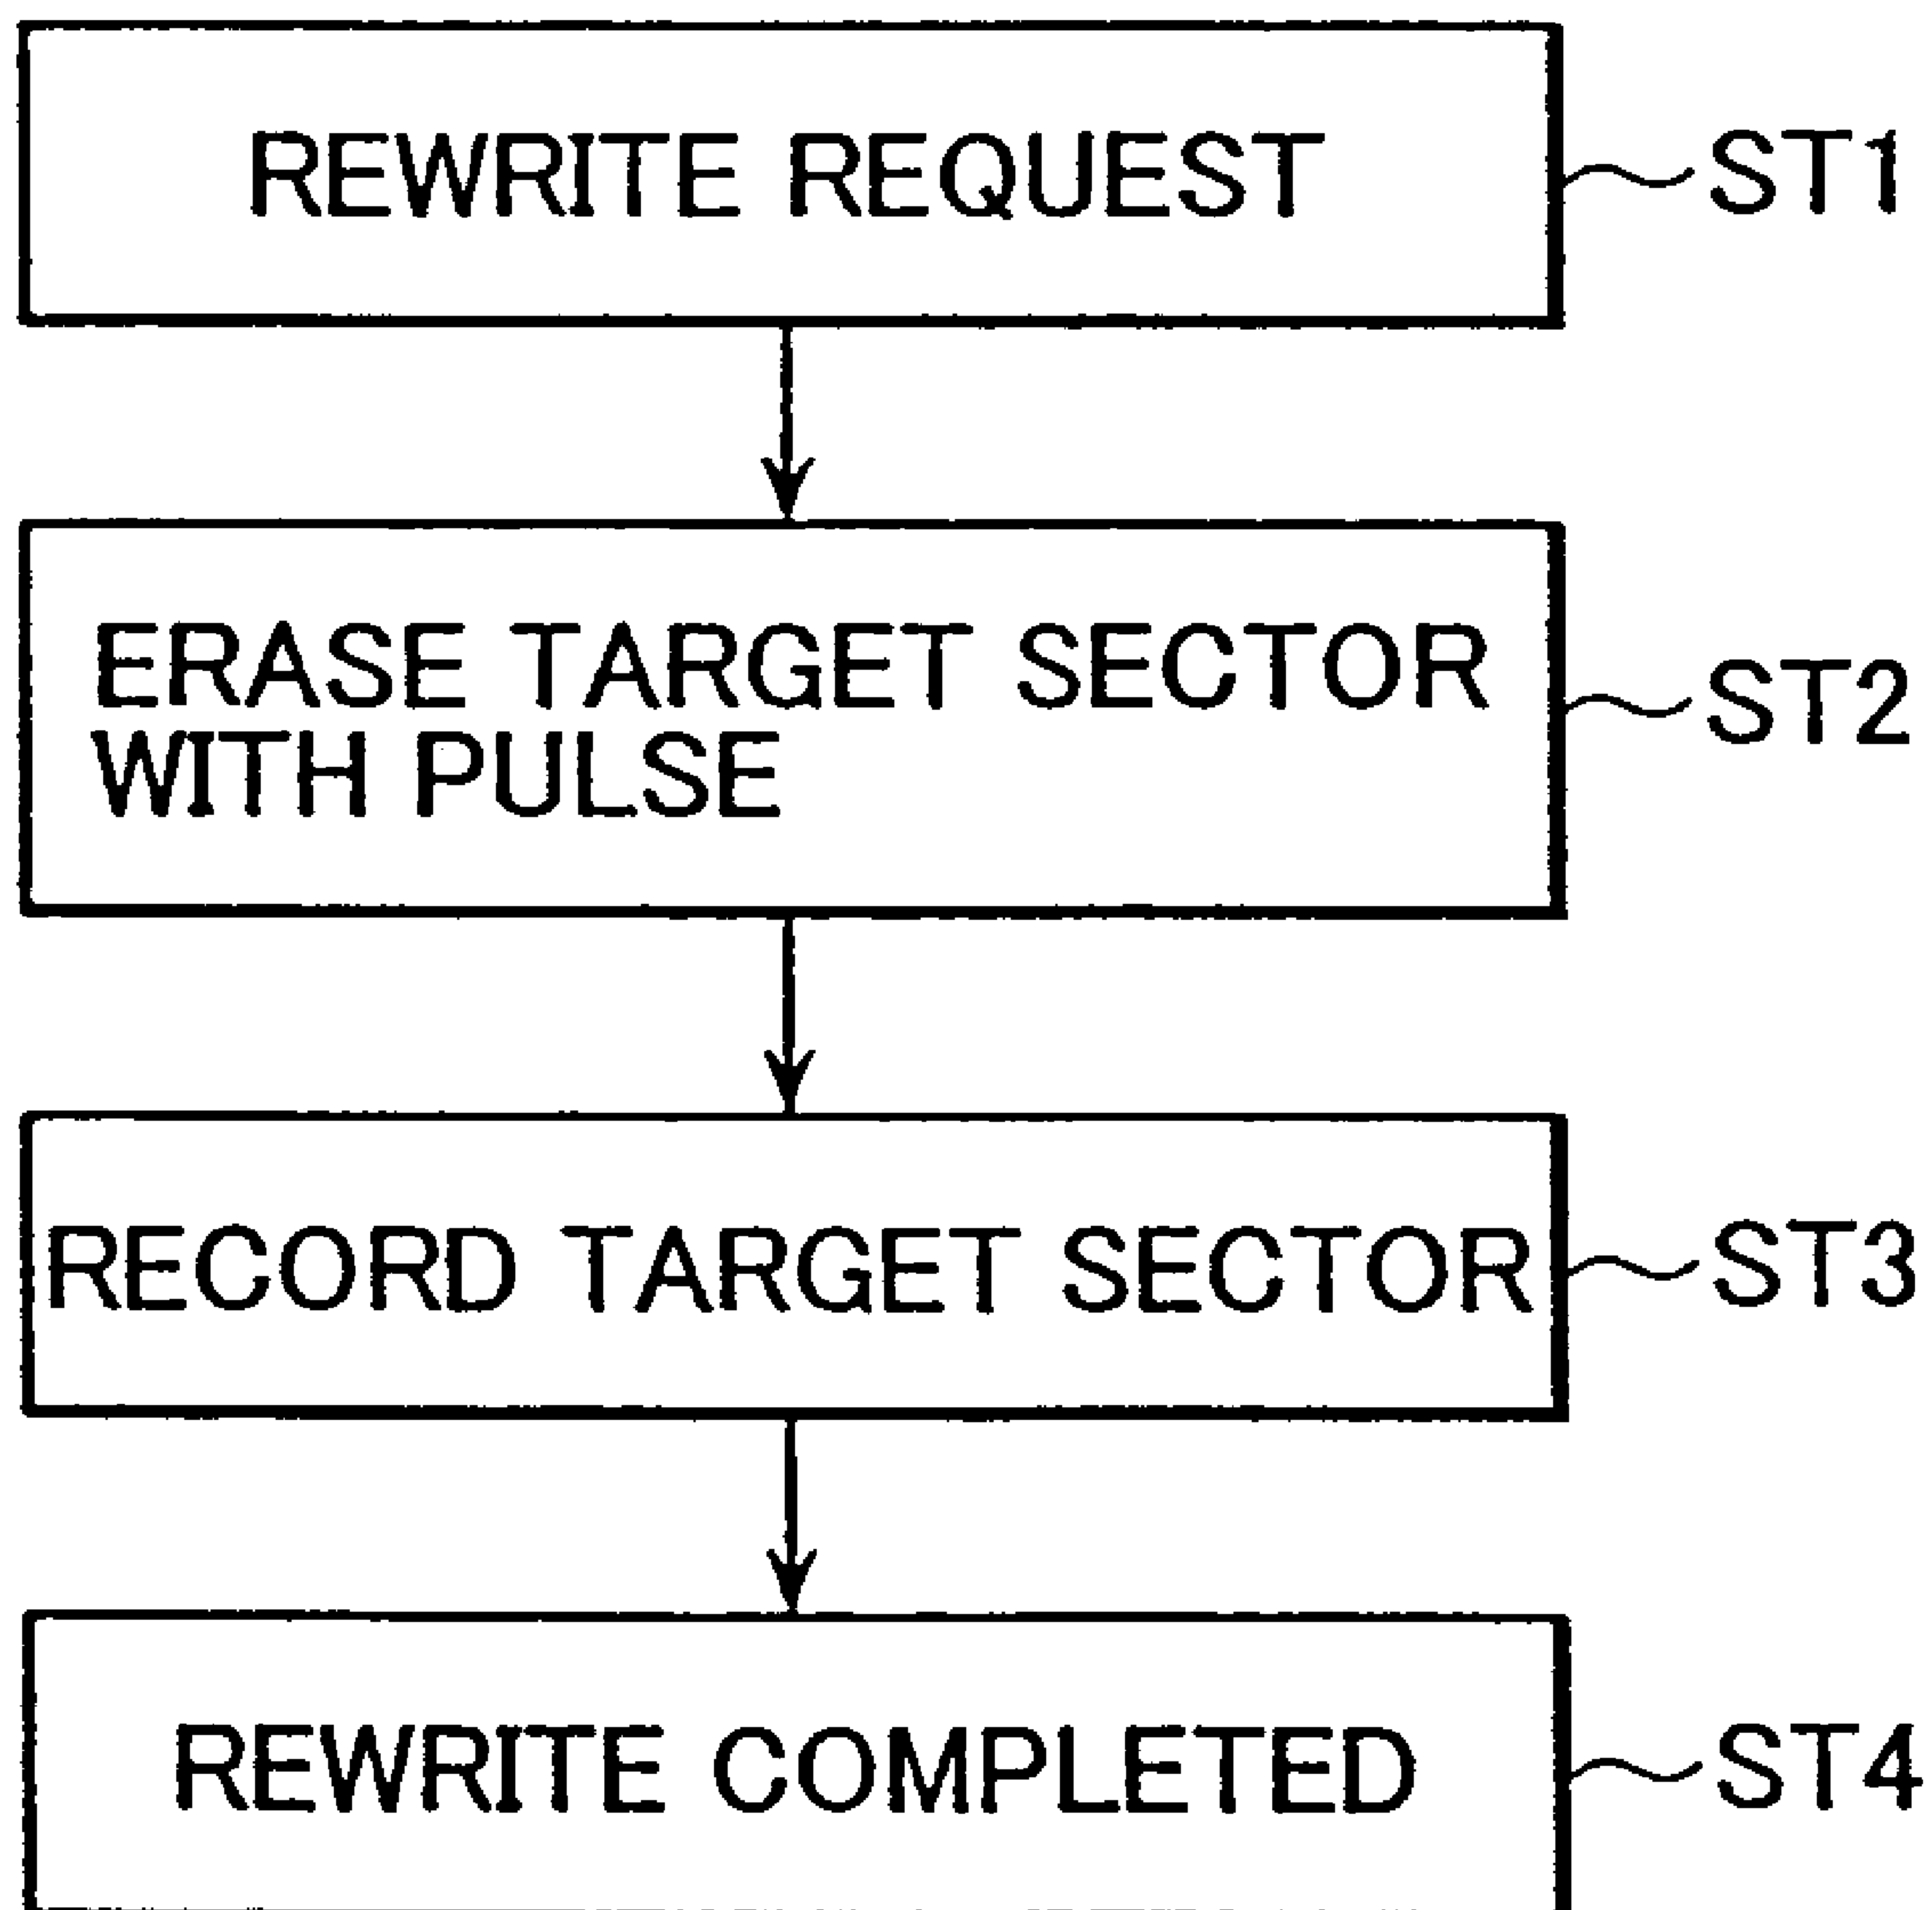 REWRITE REQUEST
ST1
ERASE TARGET SECTOR
WITH PULSE
ST2
RECORD TARGET SECTOR
ST3
REWRITE COMPLETED
ST4